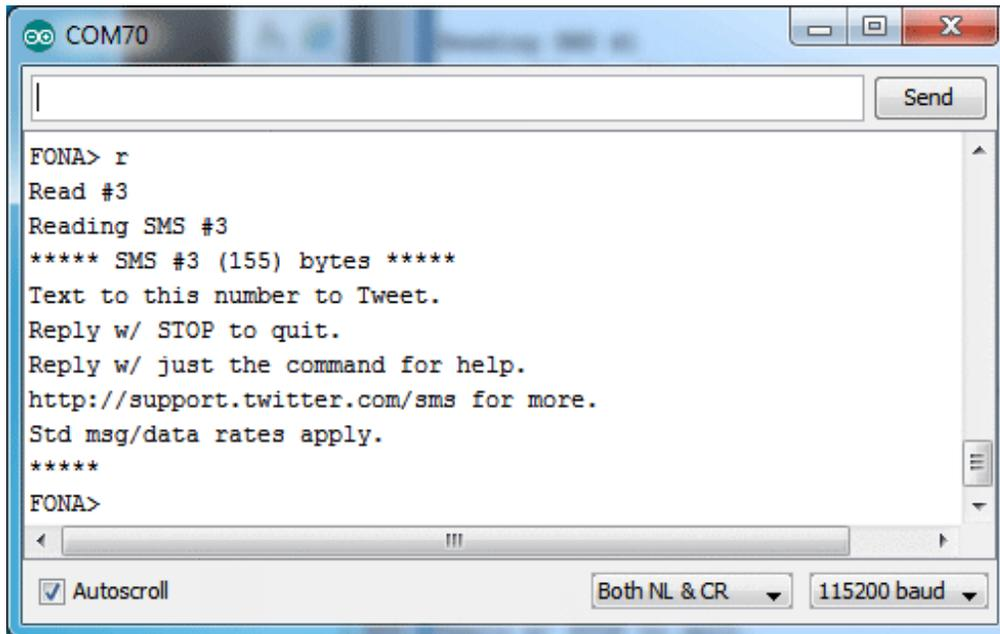 COM70
Send
FONA> r
Read #3
Reading SMS #3
***** SMS #3 (155) bytes *****
Text to this number to Tweet.
Reply w/ STOP to quit.
Reply w/ just the command for help.
http://support.twitter.com/sms for more.
Std msg/data rates apply.
*****
FONA>
Autoscroll
Both NL & CR
115200 baud